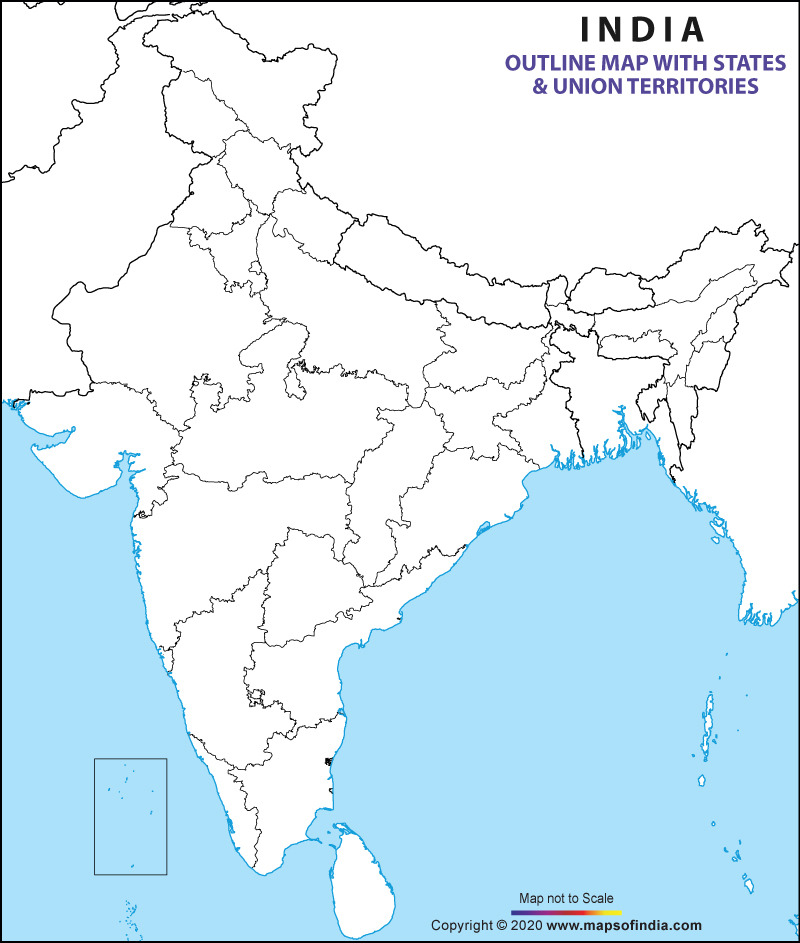 INDIA
OUTLINE MAP WITH STATES
& UNION TERRITORIES
Map not to Scale
Copyright © 2020 www.mapsofindia.com